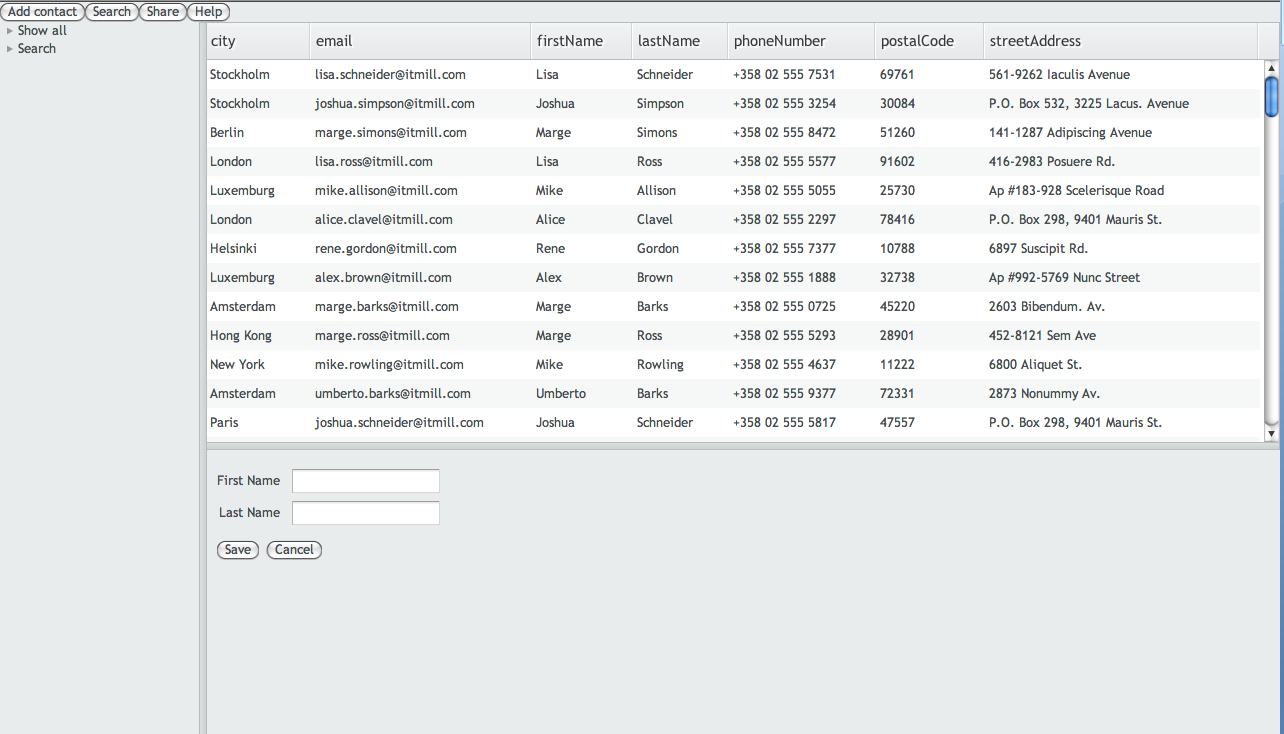 Add contact Search Share Help
Show all
Search
city email firstName lastName phoneNumber postalCode streetAddress
Stockholm lisa.schneider@itmill.com Lisa Schneider +358 02 555 7531 69761 561-9262 Iaculis Avenue
Stockholm joshua.simpson@itmill.com Joshua Simpson +358 02 555 3254 30084 P.O. Box 532, 3225 Lacus. Avenue
Berlin marge.simons@itmill.com Marge Simons +358 02 555 8472 51260 141-1287 Adipiscing Avenue
London lisa.ross@itmill.com Lisa Ross +358 02 555 5577 91602 416-2983 Posuere Rd.
Luxemburg mike.allison@itmill.com Mike Allison +358 02 555 5055 25730 Ap #183-928 Scelerisque Road
London alice.clavel@itmill.com Alice Clavel +358 02 555 2297 78416 P.O. Box 298, 9401 Mauris St.
Helsinki rene.gordon@itmill.com Rene Gordon +358 02 555 7377 10788 6897 Suscipit Rd.
Luxemburg alex.brown@itmill.com Alex Brown +358 02 555 1888 32738 Ap #992-5769 Nunc Street
Amsterdam marge.barks@itmill.com Marge Barks +358 02 555 0725 45220 2603 Bibendum. Av.
Hong Kong marge.ross@itmill.com Marge Ross +358 02 555 5293 28901 452-8121 Sem Ave
New York mike.rowling@itmill.com Mike Rowling +358 02 555 4637 11222 6800 Aliquet St.
Amsterdam umberto.barks@itmill.com Umberto Barks +358 02 555 9377 72331 2873 Nonummy Av.
Paris joshua.schneider@itmill.com Joshua Schneider +358 02 555 5817 47557 P.O. Box 298, 9401 Mauris St.
First Name
Last Name
Save Cancel